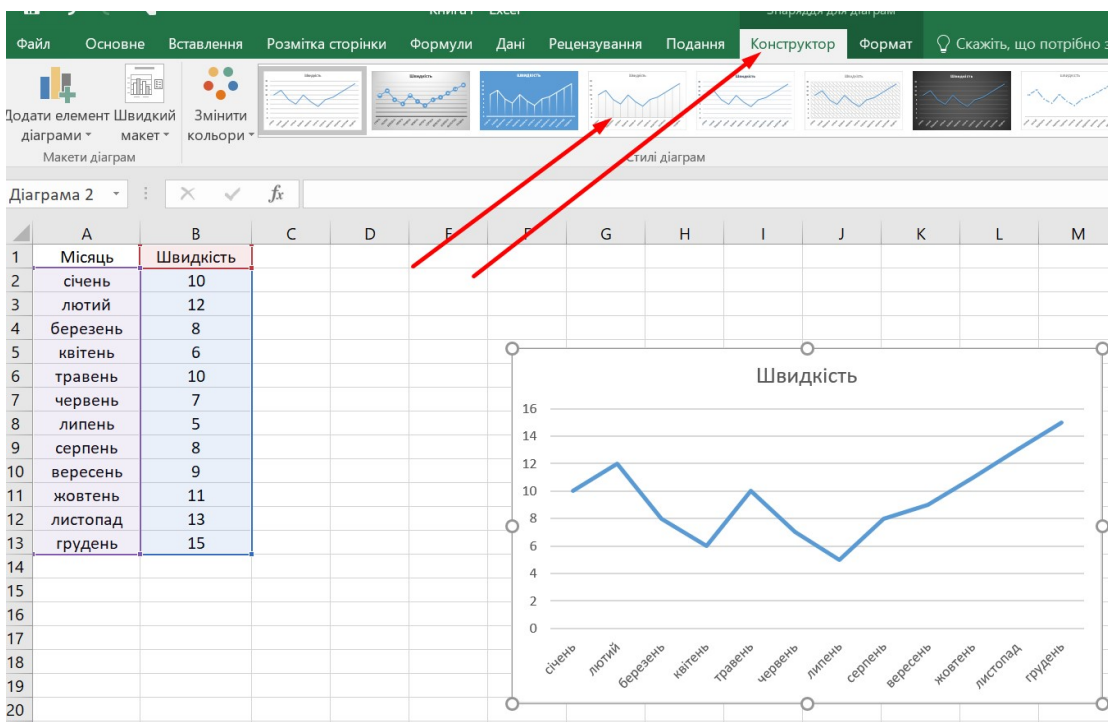 Книга1 - Excel
Знаряддя для діаграм
Файл Основне Вставлення Розмітка сторінки Формули Дані Рецензування Подання Конструктор Формат Скажіть, що потрібно з
Додати елемент діаграми
Швидкий макет
Змінити кольори
Макети діаграм
Стилі діаграм
Діаграма 2
fx
A B C D E F G H I J K L M
1 Місяць Швидкість
2 січень 10
3 лютий 12
4 березень 8
5 квітень 6
6 травень 10
7 червень 7
8 липень 5
9 серпень 8
10 вересень 9
11 жовтень 11
12 листопад 13
13 грудень 15
14
15
16
17
18
19
20
Швидкість
16
14
12
10
8
6
4
2
0
січень лютий березень квітень травень червень липень серпень вересень жовтень листопад грудень